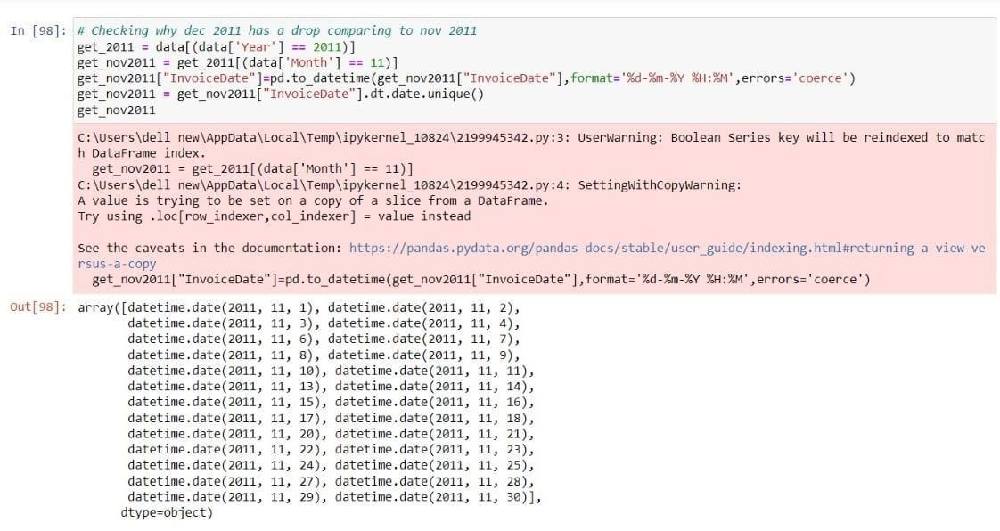 In [98]: # Checking why dec 2011 has a drop comparing to nov 2011
get_2011 = data[(data['Year'] == 2011)]
get_nov2011 = get_2011[(data['Month'] == 11)]
get_nov2011["InvoiceDate"]=pd.to_datetime(get_nov2011["InvoiceDate"],format='%d-%m-%Y %H:%M',errors='coerce')
get_nov2011 = get_nov2011["InvoiceDate"].dt.date.unique()
get_nov2011
C:\Users\dell new\AppData\Local\Temp\ipykernel_10824\2199945342.py:3: UserWarning: Boolean Series key will be reindexed to matc
h DataFrame index.
  get_nov2011 = get_2011[(data['Month'] == 11)]
C:\Users\dell new\AppData\Local\Temp\ipykernel_10824\2199945342.py:4: SettingWithCopyWarning:
A value is trying to be set on a copy of a slice from a DataFrame.
Try using .loc[row_indexer,col_indexer] = value instead
See the caveats in the documentation: https://pandas.pydata.org/pandas-docs/stable/user_guide/indexing.html#returning-a-view-ve
rsus-a-copy
  get_nov2011["InvoiceDate"]=pd.to_datetime(get_nov2011["InvoiceDate"],format='%d-%m-%Y %H:%M',errors='coerce')
Out[98]: array([datetime.date(2011, 11, 1), datetime.date(2011, 11, 2),
datetime.date(2011, 11, 3), datetime.date(2011, 11, 4),
datetime.date(2011, 11, 6), datetime.date(2011, 11, 7),
datetime.date(2011, 11, 8), datetime.date(2011, 11, 9),
datetime.date(2011, 11, 10), datetime.date(2011, 11, 11),
datetime.date(2011, 11, 13), datetime.date(2011, 11, 14),
datetime.date(2011, 11, 15), datetime.date(2011, 11, 16),
datetime.date(2011, 11, 17), datetime.date(2011, 11, 18),
datetime.date(2011, 11, 20), datetime.date(2011, 11, 21),
datetime.date(2011, 11, 22), datetime.date(2011, 11, 23),
datetime.date(2011, 11, 24), datetime.date(2011, 11, 25),
datetime.date(2011, 11, 27), datetime.date(2011, 11, 28),
datetime.date(2011, 11, 29), datetime.date(2011, 11, 30)],
dtype=object)